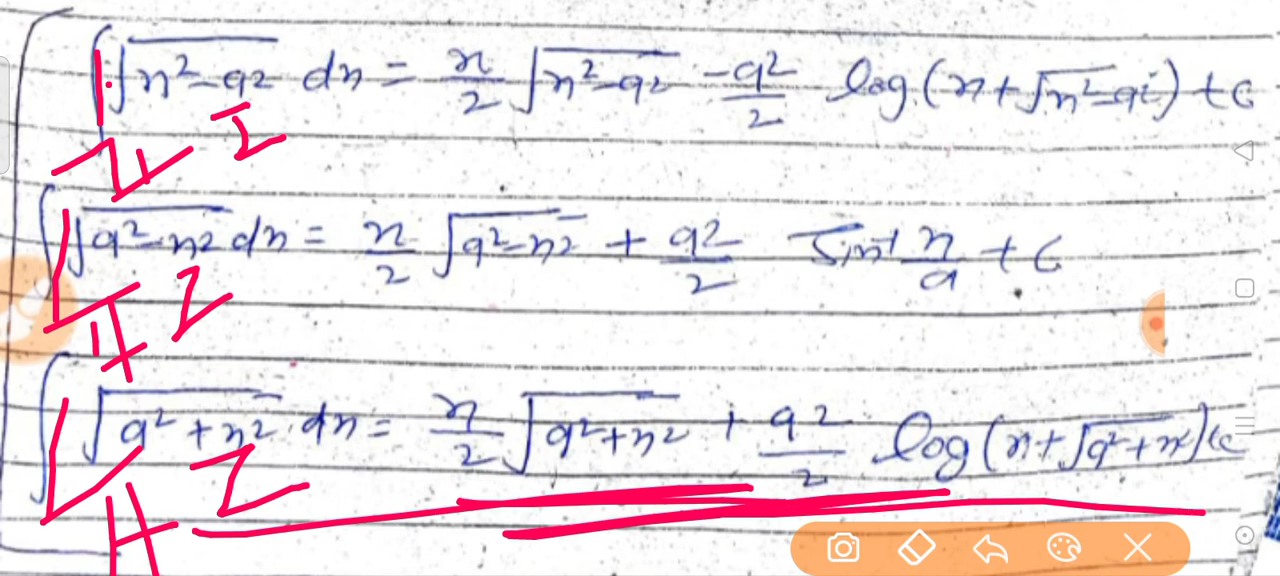 ∫√(x²-a²) dx = x/2 √(x²-a²) - a²/2 log(x+√(x²-a²)) + c
∫√(a²-x²) dx = x/2 √(a²-x²) + a²/2 Sin⁻¹ x/a + c
∫√(a²+x²) dx = x/2 √(a²+x²) + a²/2 log(x+√(a²+x²)) + c